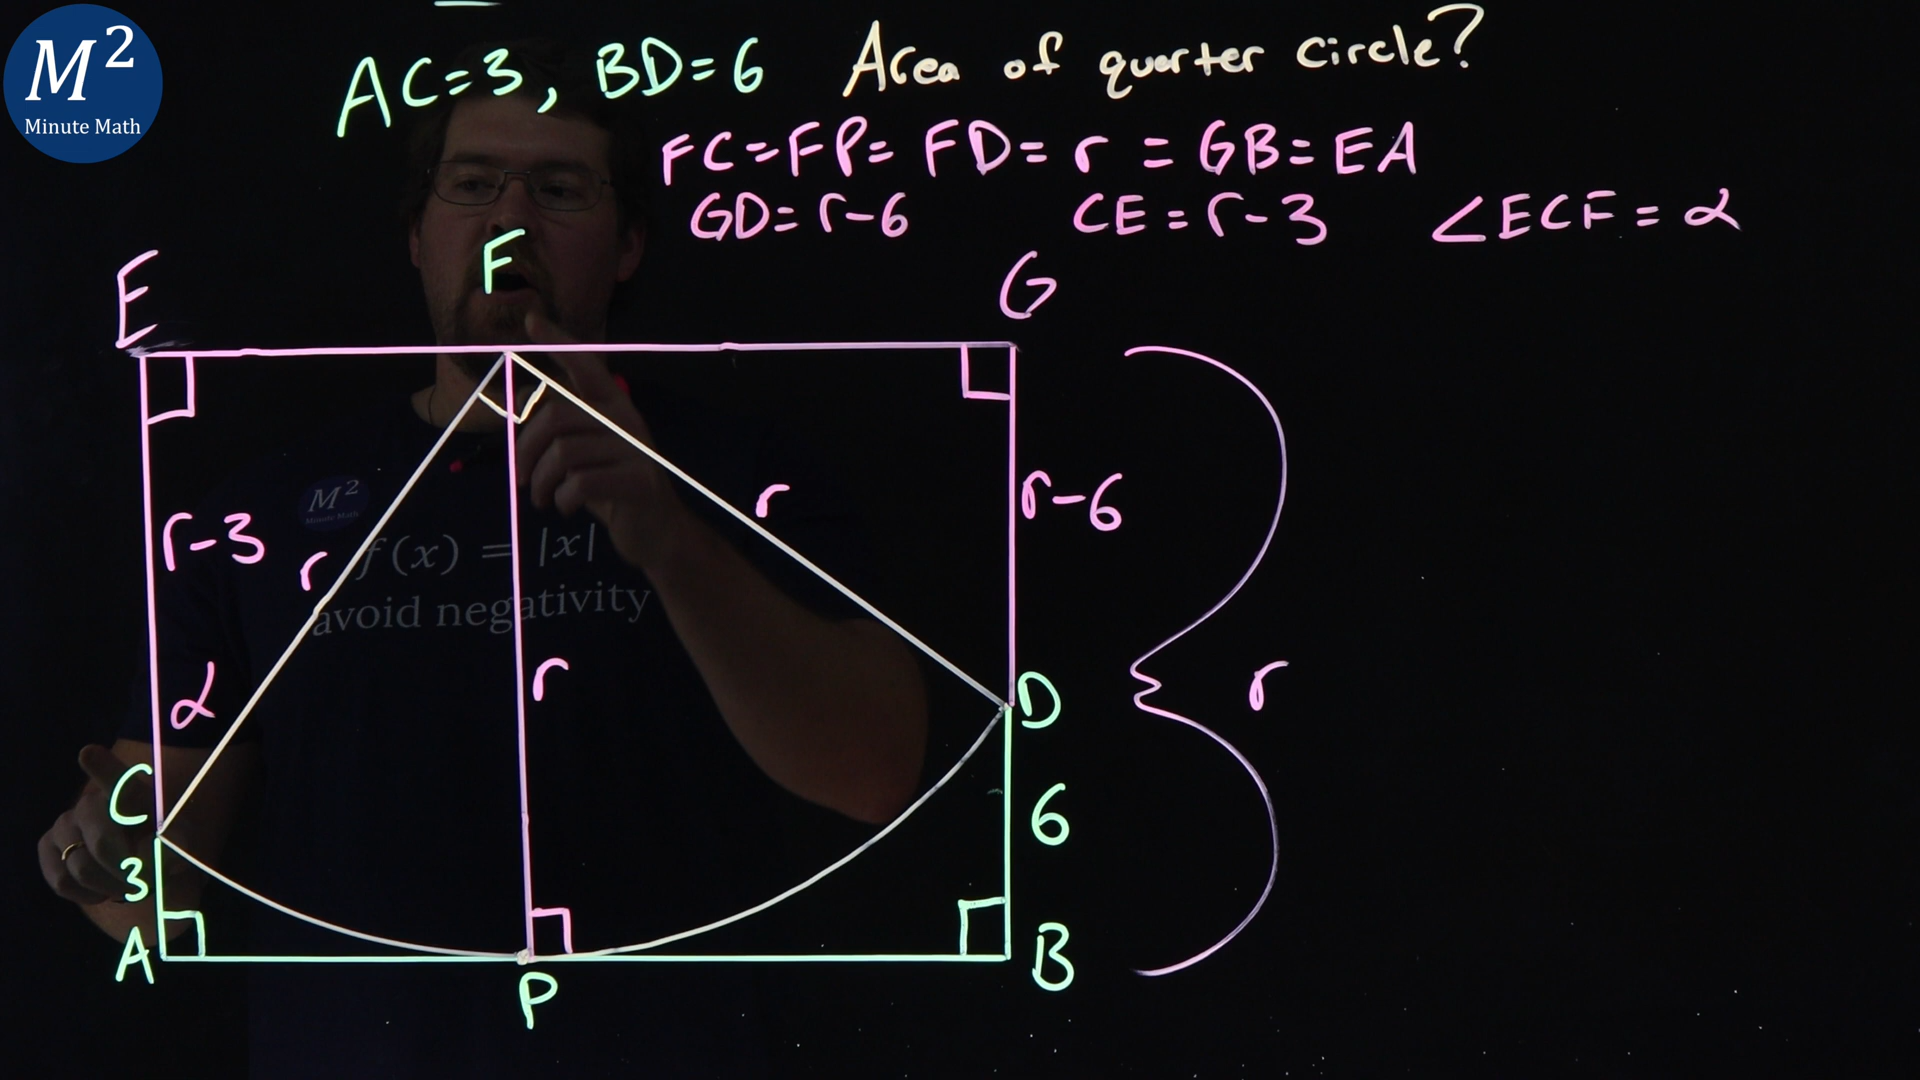 M²
Minute Math
AC=3, BD=6 Area of quarter circle?
FC=FP=FD=r=GB=EA
GD=r-6 CE=r-3 ∠ECF=α
E F G
r-3 r r r-6
M²
Minute Math
f(x) = |x|
avoid negativity
α r D r
C 6
3
A B
P